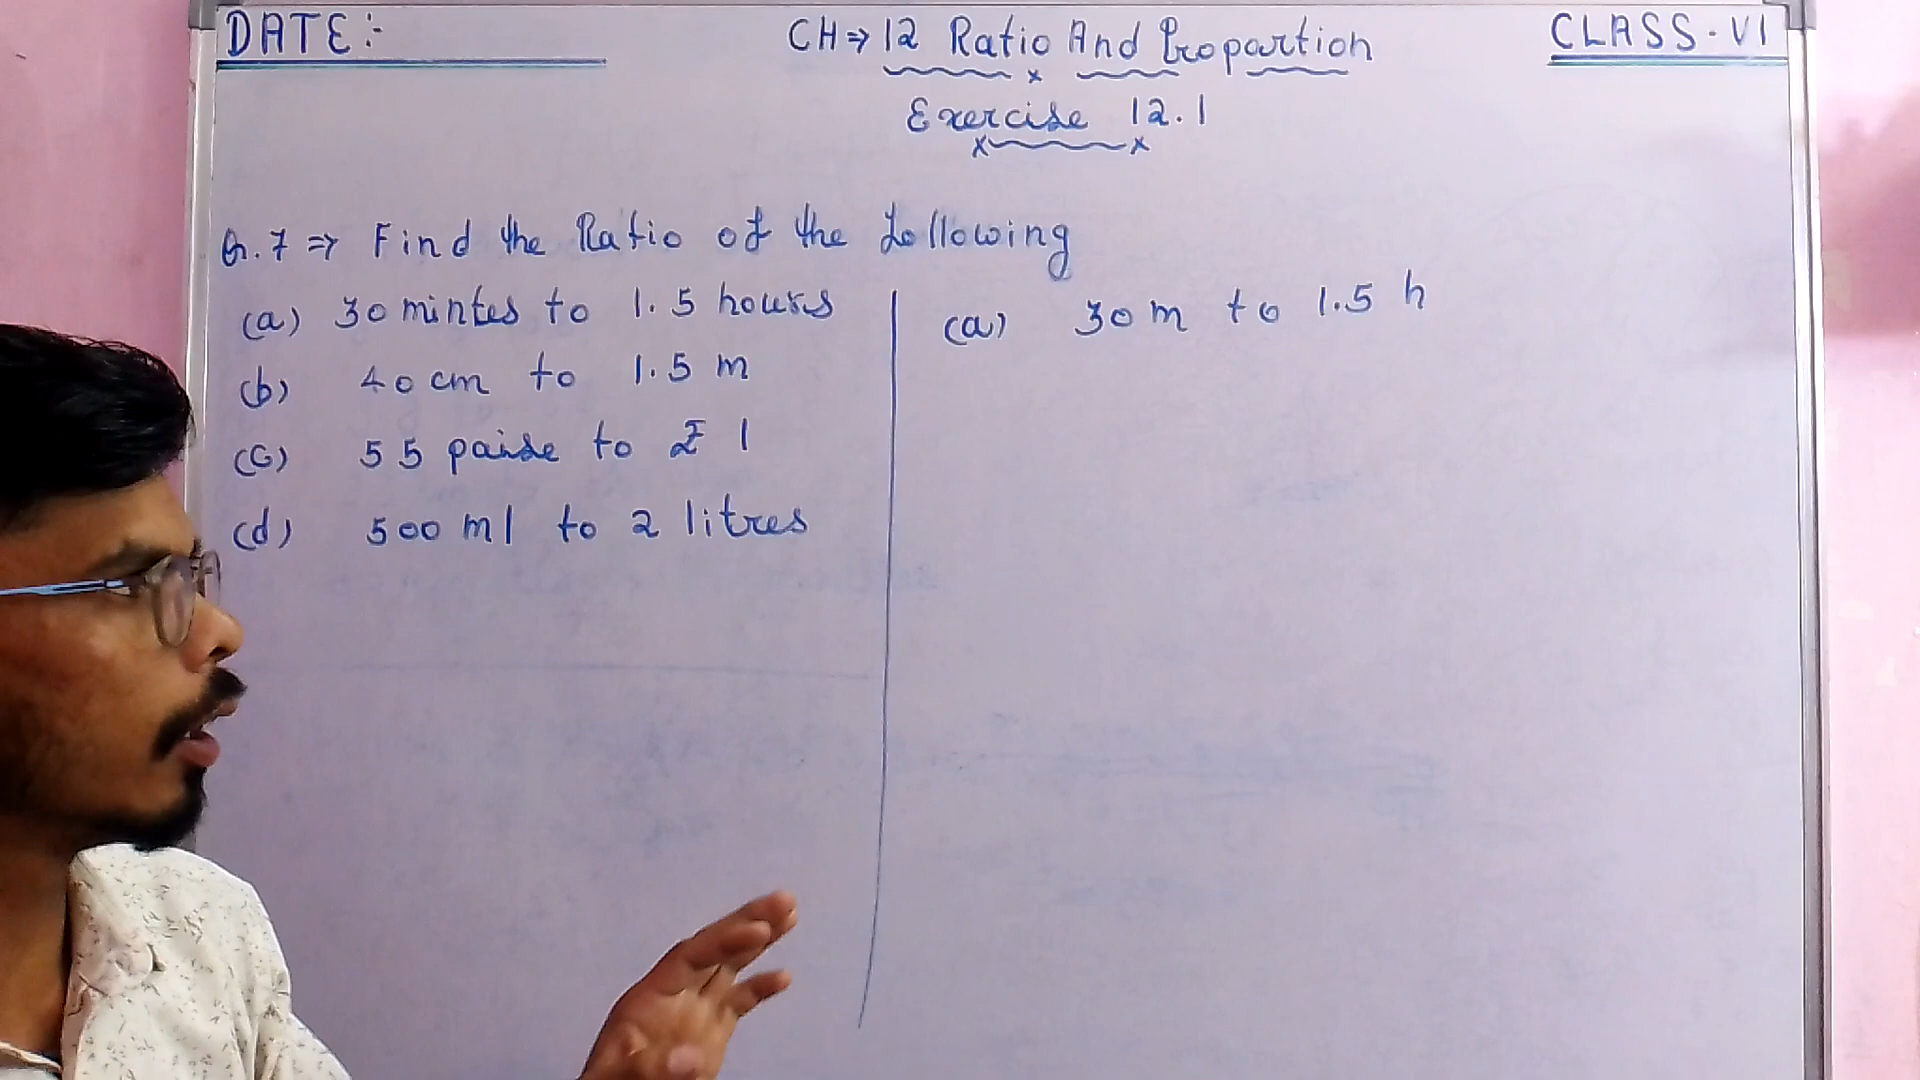 DATE :-
CH ⇒ 12 Ratio And Proportion
CLASS - VI
Exercise 12.1
Q.7 ⇒ Find the Ratio of the following
(a) 30 mintes to 1.5 hours
(b) 40 cm to 1.5 m
(c) 55 paise to ₹ 1
(d) 500 ml to 2 litres
(a) 30 m to 1.5 h